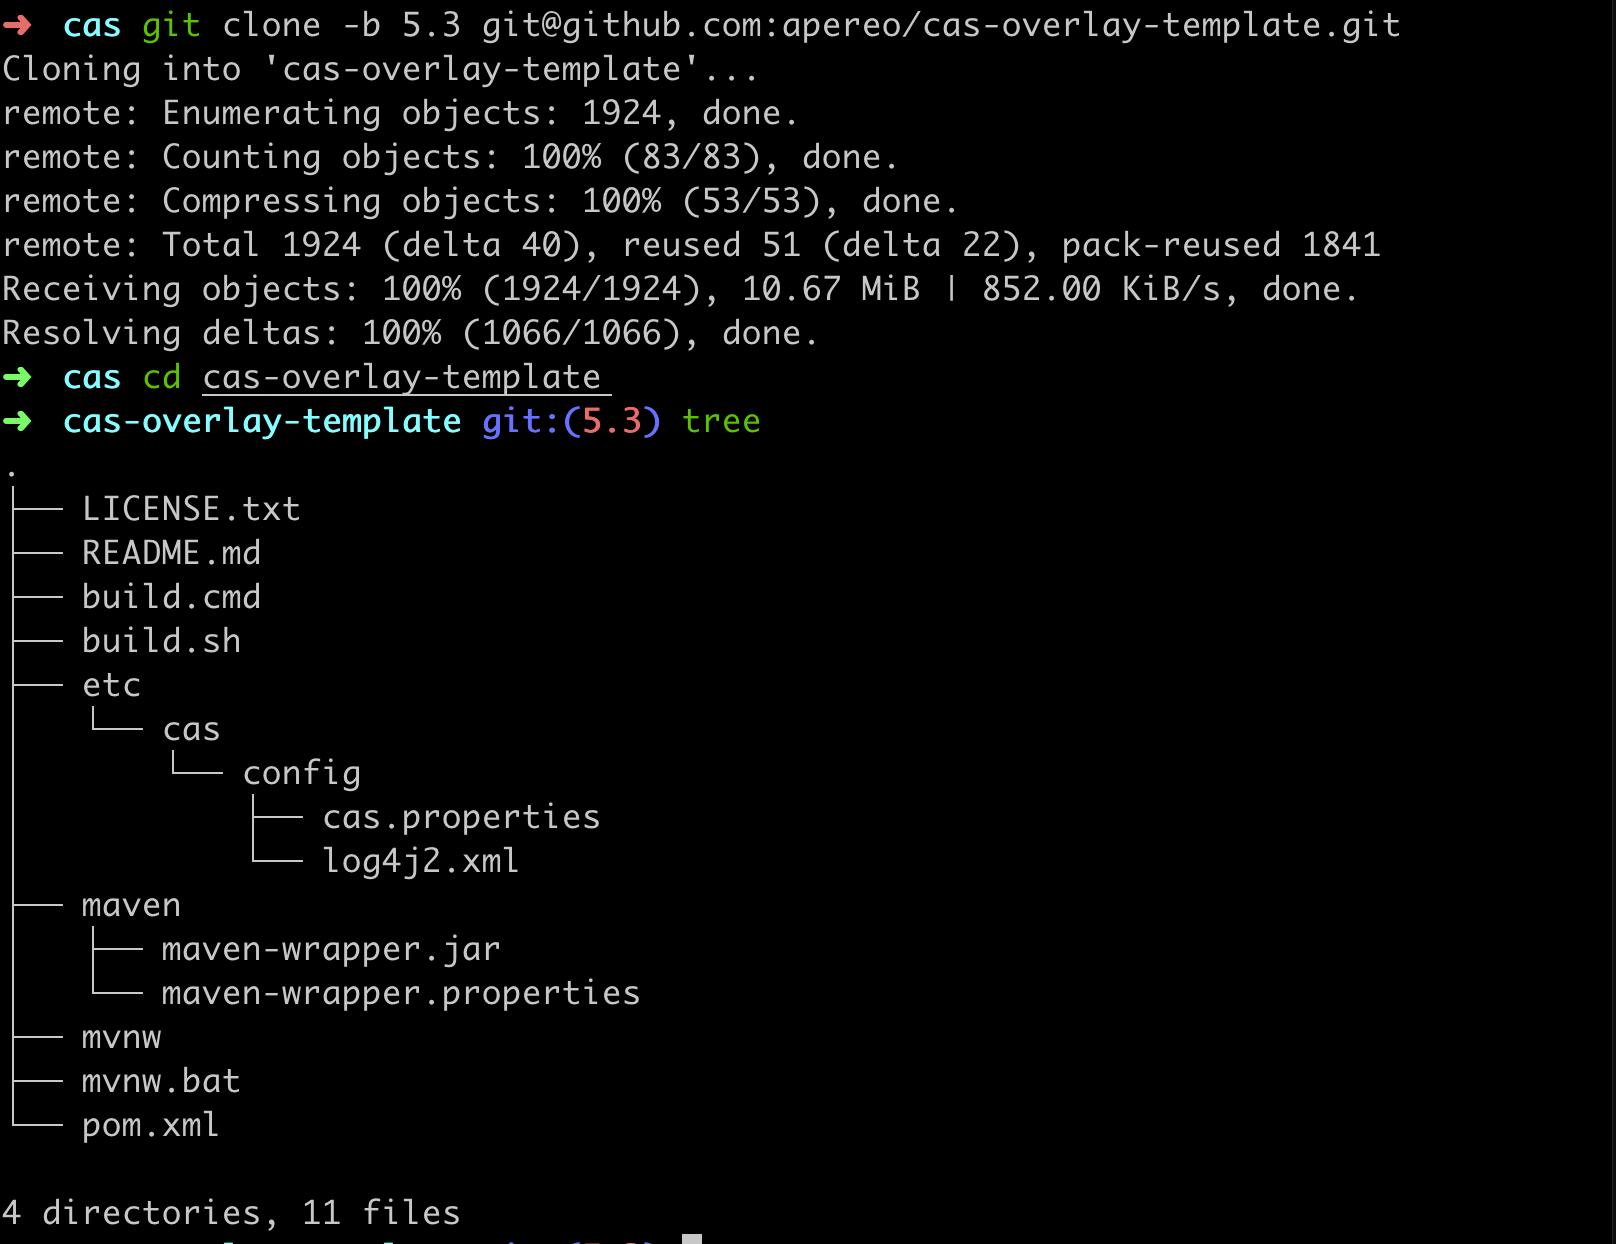 ➜ cas git clone -b 5.3 git@github.com:apereo/cas-overlay-template.git
Cloning into 'cas-overlay-template'...
remote: Enumerating objects: 1924, done.
remote: Counting objects: 100% (83/83), done.
remote: Compressing objects: 100% (53/53), done.
remote: Total 1924 (delta 40), reused 51 (delta 22), pack-reused 1841
Receiving objects: 100% (1924/1924), 10.67 MiB | 852.00 KiB/s, done.
Resolving deltas: 100% (1066/1066), done.
➜ cas cd cas-overlay-template
➜ cas-overlay-template git:(5.3) tree
.
├── LICENSE.txt
├── README.md
├── build.cmd
├── build.sh
├── etc
│   └── cas
│       └── config
│           ├── cas.properties
│           └── log4j2.xml
├── maven
│   ├── maven-wrapper.jar
│   └── maven-wrapper.properties
├── mvnw
├── mvnw.bat
└── pom.xml
4 directories, 11 files